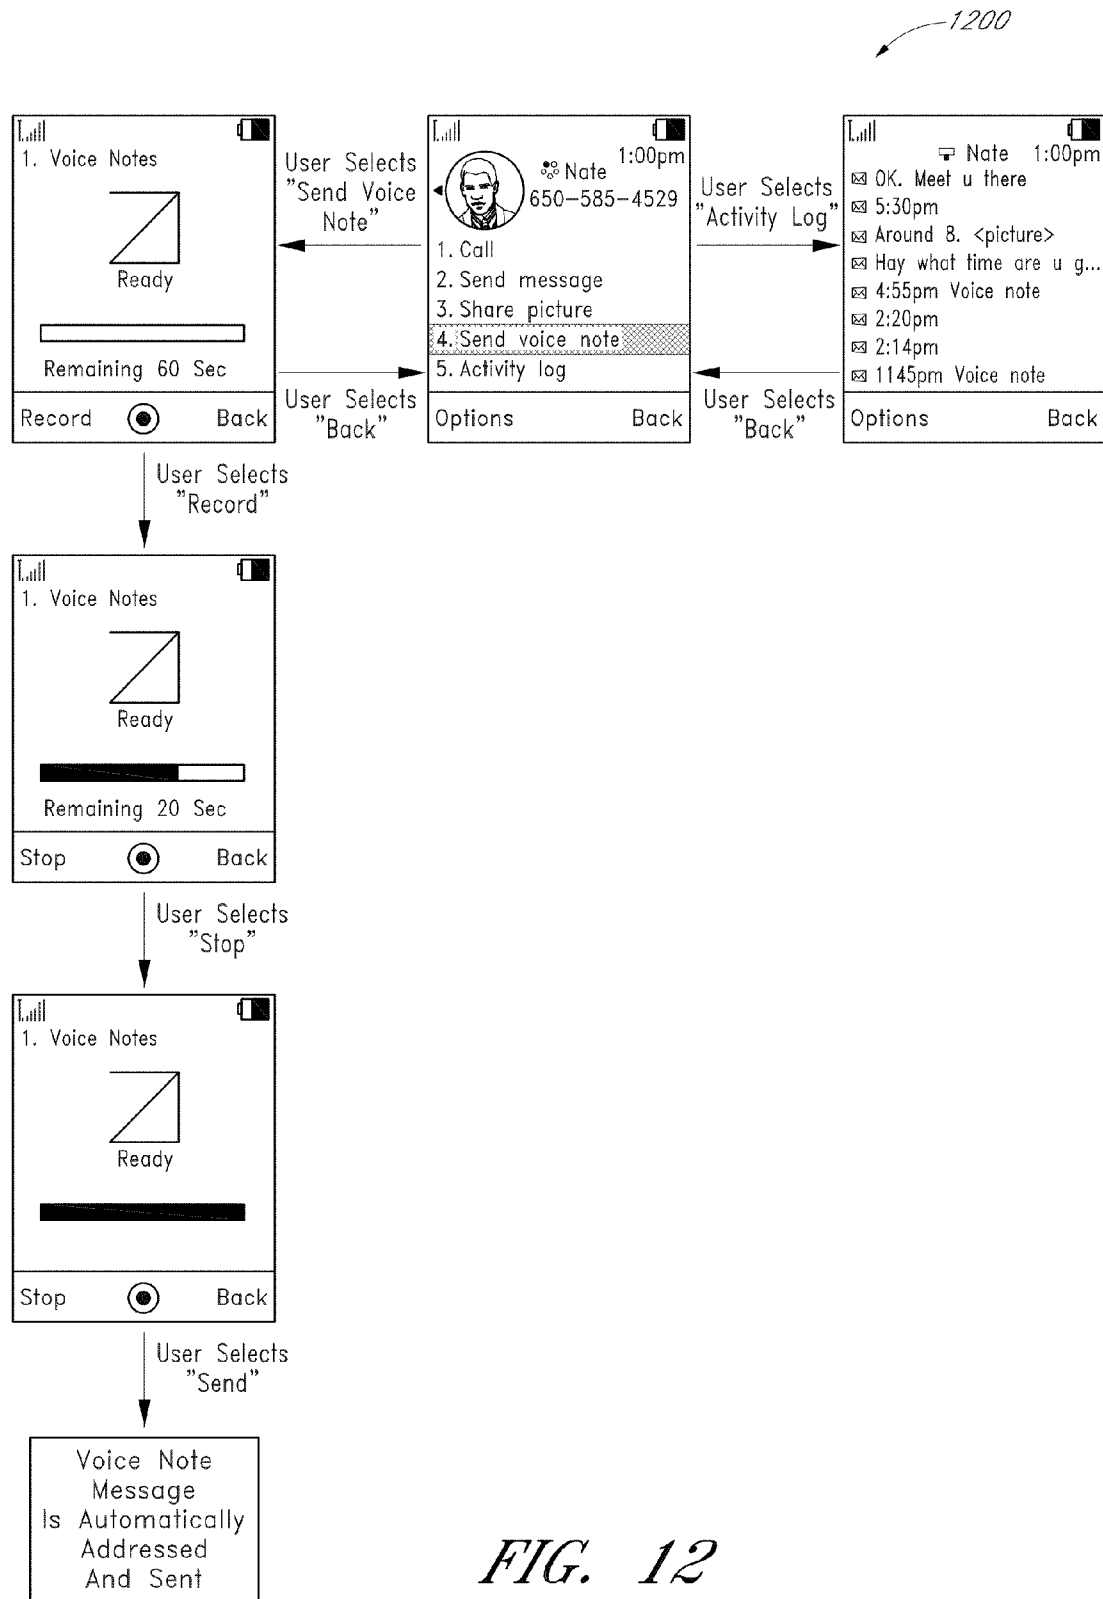 1200
1. Voice Notes
Ready
Remaining 60 Sec
Record
Back
User Selects
"Send Voice
Note"
User Selects
"Back"
1:00pm
Nate
650-585-4529
1. Call
2. Send message
3. Share picture
4. Send voice note
5. Activity log
Options
Back
User Selects
"Activity Log"
User Selects
"Back"
Nate 1:00pm
OK. Meet u there
5:30pm
Around 8. <picture>
Hay what time are u g...
4:55pm Voice note
2:20pm
2:14pm
1145pm Voice note
Options
Back
User Selects
"Record"
1. Voice Notes
Ready
Remaining 20 Sec
Stop
Back
User Selects
"Stop"
1. Voice Notes
Ready
Stop
Back
User Selects
"Send"
Voice Note
Message
Is Automatically
Addressed
And Sent
FIG. 12